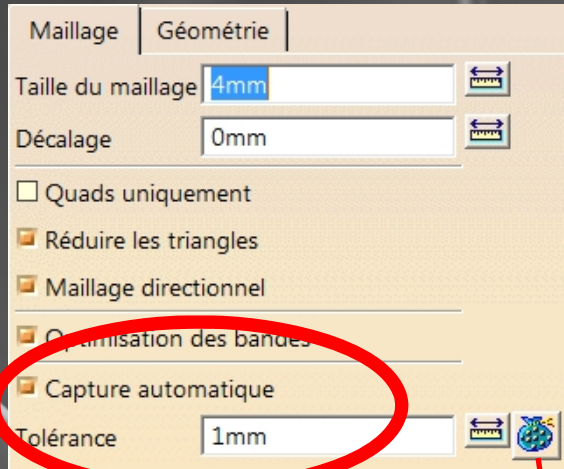 Maillage Géométrie
Taille du maillage 4mm
Décalage 0mm
Quads uniquement
Réduire les triangles
Maillage directionnel
Optimisation des bandes
Capture automatique
Tolérance 1mm